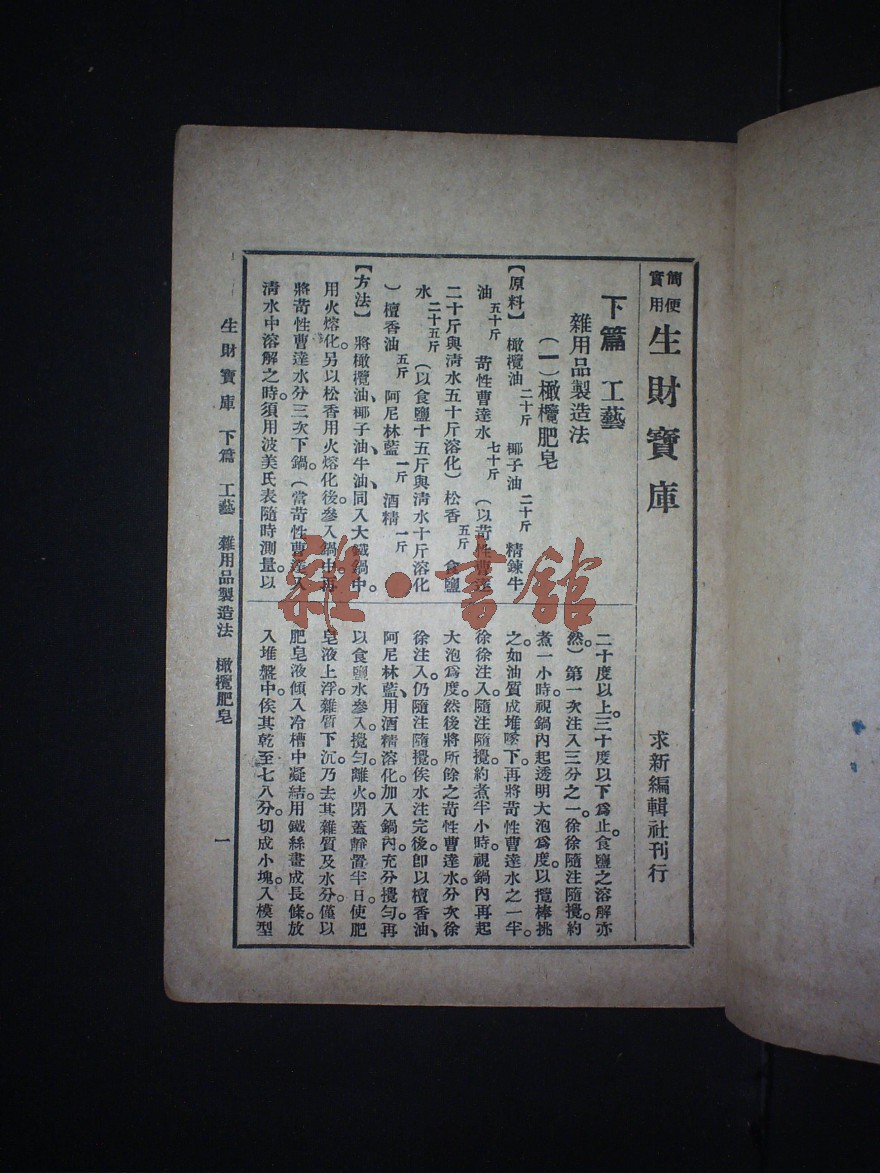 簡便實用 生財寶庫
求新編輯社刊行
下篇 工藝
雜用品製造法
(一)橄欖肥皂
【原料】 橄欖油二十斤 椰子油二十斤 精鍊牛
油五十斤 苛性曹達水七十斤 (以苛性曹達
二十斤與淸水五十斤溶化) 松香五斤 食鹽
水二十五斤 (以食鹽十五斤與淸水十斤溶化
) 檀香油五斤 阿尼林藍一斤 酒精一斤
【方法】 將橄欖油、椰子油、牛油、同入大鐵鍋中。
用火熔化。另以松香用火熔化後。參入鍋中。再
將苛性曹達水分三次下鍋。(當苛性曹達入
淸水中溶解之時。須用波美氏表隨時測量。以
二十度以上。三十度以下爲止。食鹽之溶解亦
然。) 第一次注入三分之一。徐徐隨注隨攪。約
煮一小時。視鍋內起透明大泡爲度。以攪棒挑
之。如油質成堆墜下。再將苛性曹達水之一半。
徐徐注入。隨注隨攪。約煮半小時。視鍋內再起
大泡爲度。然後將所餘之苛性曹達水。分次徐
徐注入。仍隨注隨攪。俟水注完後。卽以檀香油、
阿尼林藍、用酒精溶化。加入鍋內。充分攪勻。再
以食鹽水參入。攪勻。離火。閉蓋靜置半日。使肥
皂液上浮。雜質下沉。乃去其雜質及水分。僅以
肥皂液傾入冷槽中凝結。用鐵絲畫成長條。放
入堆盤中。俟其乾至七八分。切成小塊。入模型
生財寶庫 下篇 工藝 雜用品製造法 橄欖肥皂
一
雜·書館